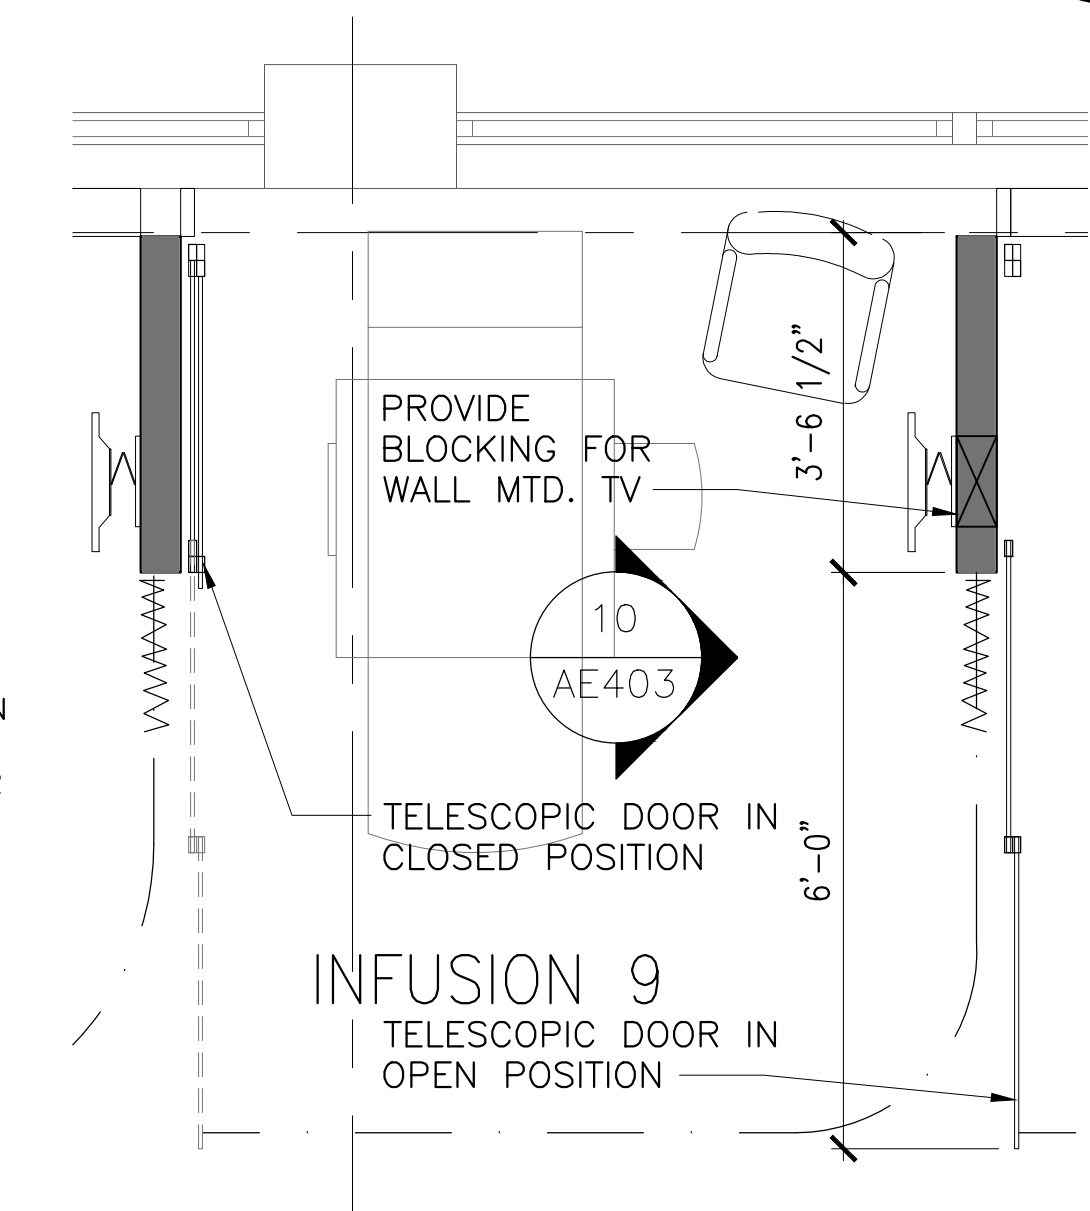 3'-6 1/2"
PROVIDE
BLOCKING FOR
WALL MTD. TV
10
AE403
N
TELESCOPIC DOOR IN
CLOSED POSITION
6'-0"
INFUSION 9
TELESCOPIC DOOR IN
OPEN POSITION